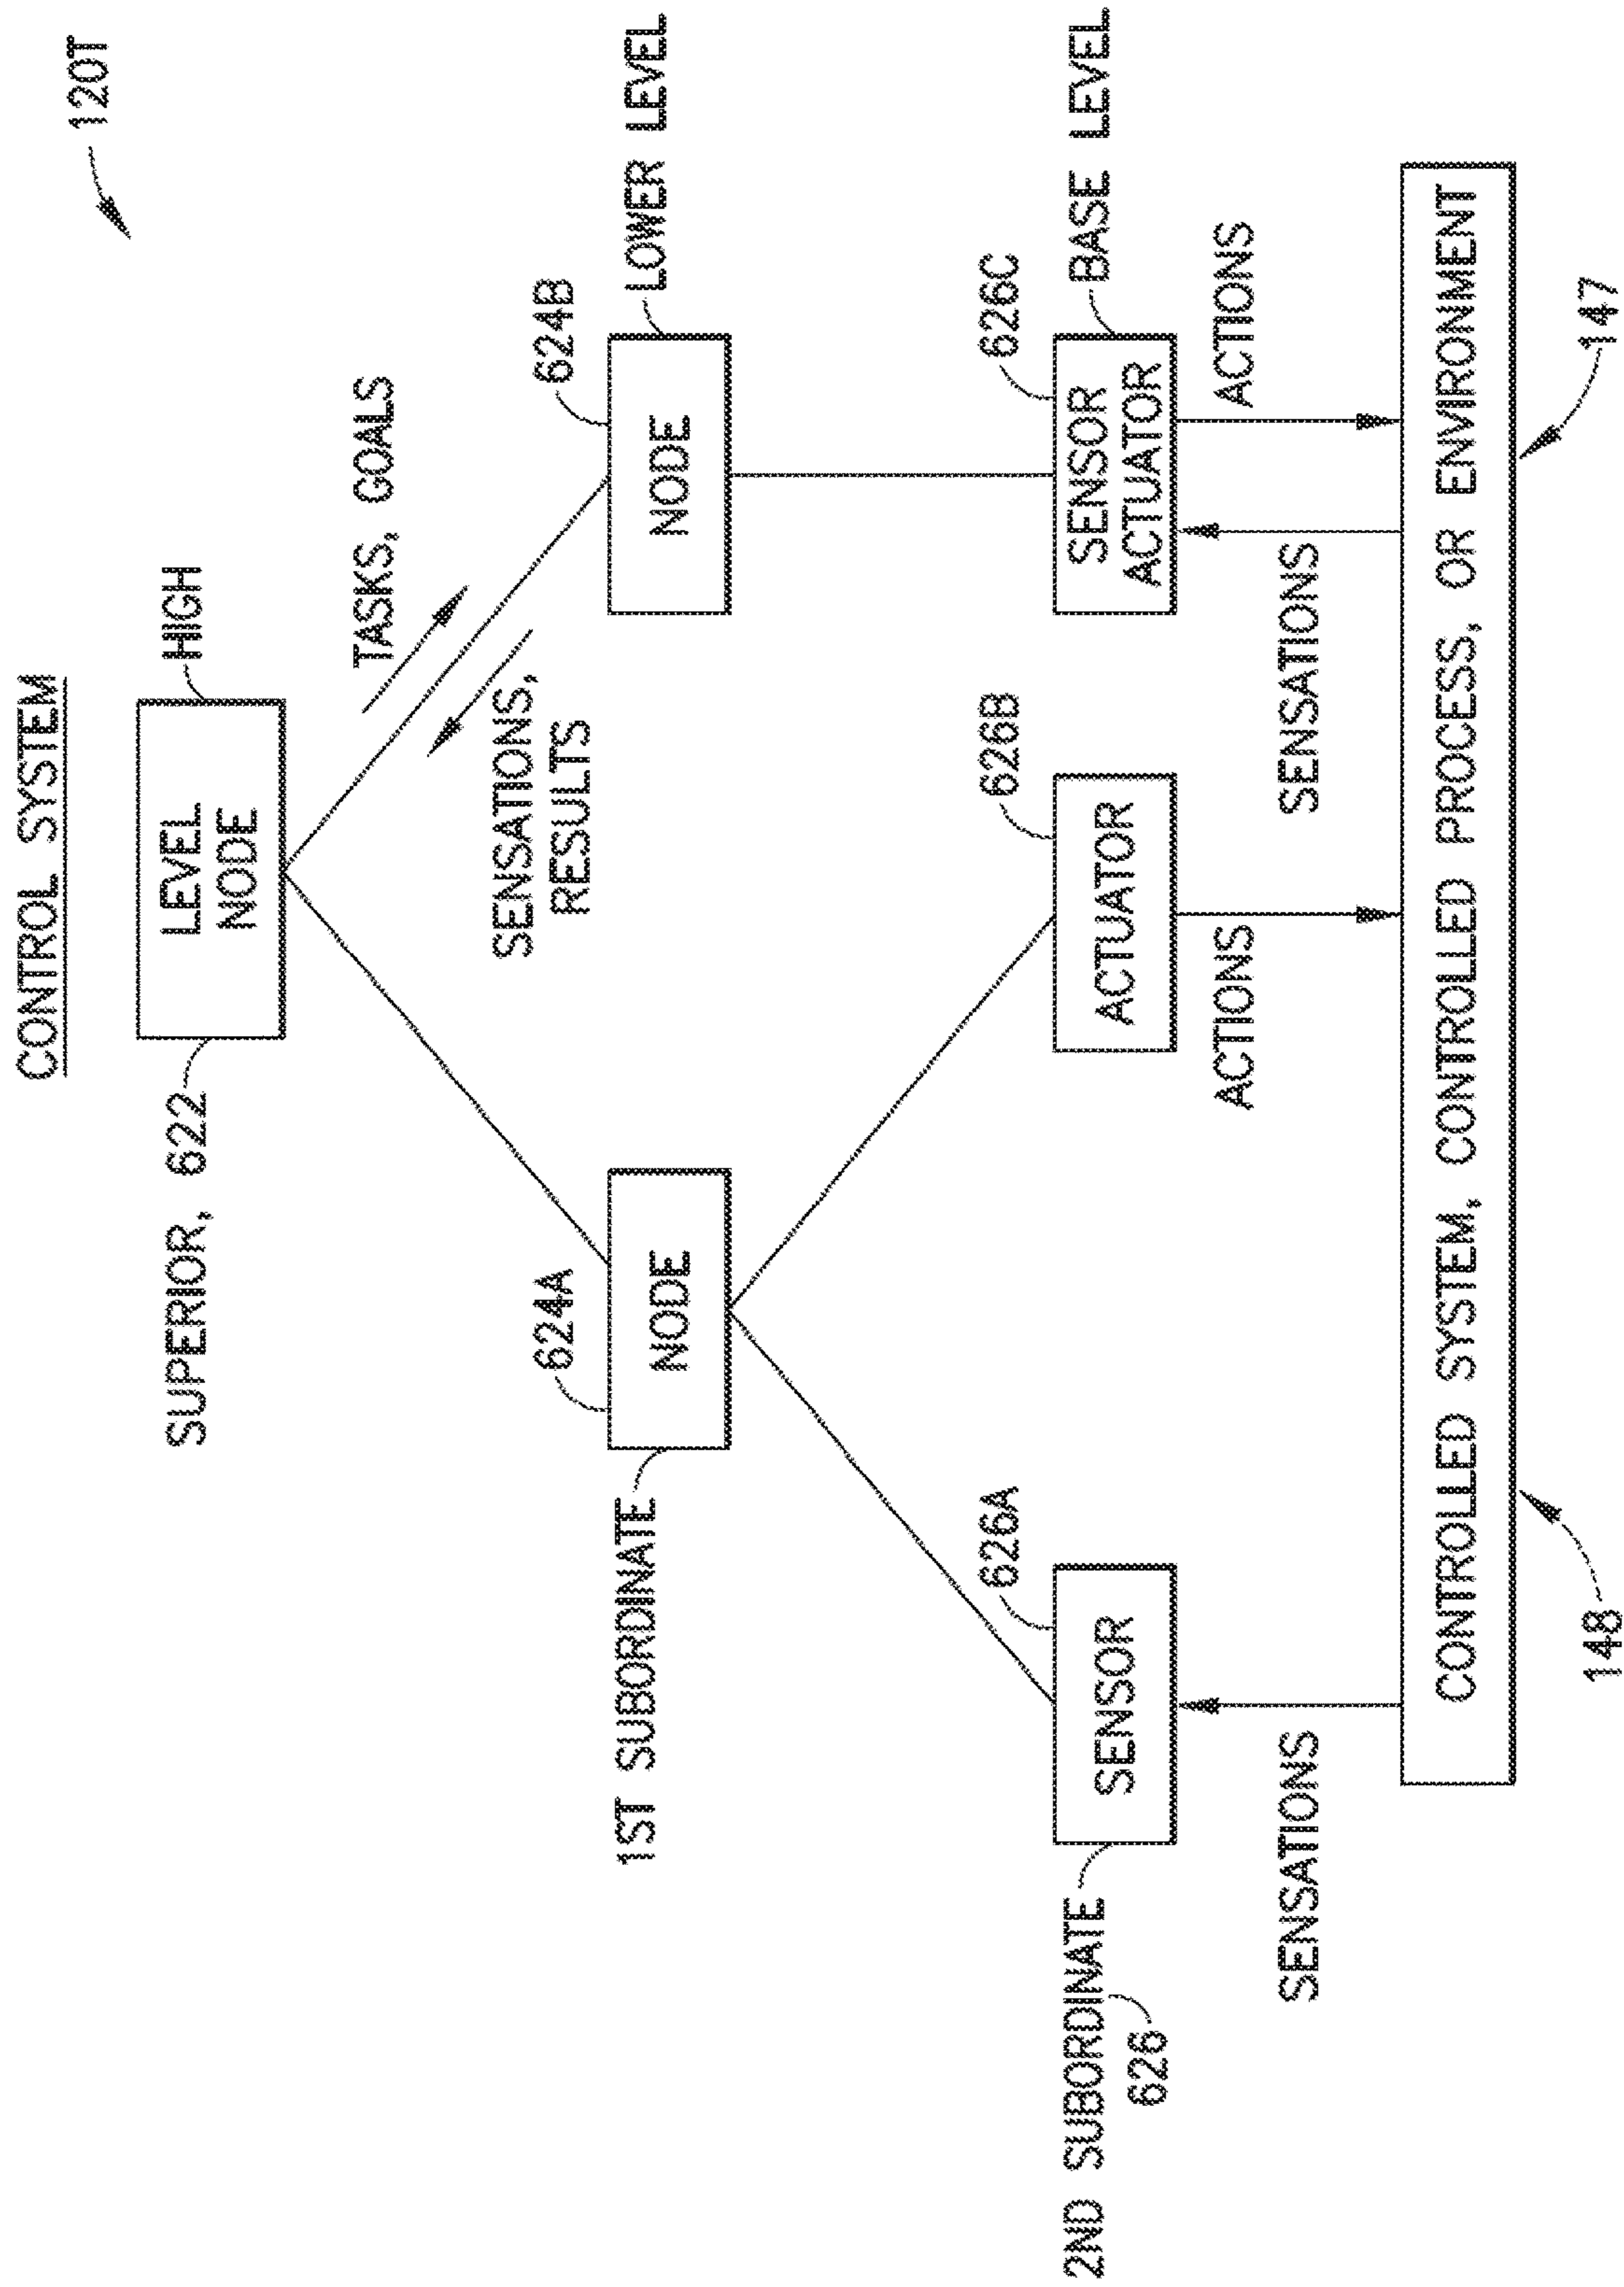 CONTROL SYSTEM
120T
SUPERIOR, 622
LEVEL
NODE
HIGH
TASKS, GOALS
SENSATIONS,
RESULTS
624A
624B
1ST SUBORDINATE
NODE
NODE
LOWER LEVEL
626A
626B
626C
2ND SUBORDINATE
626
SENSOR
ACTUATOR
SENSOR
ACTUATOR
BASE LEVEL
SENSATIONS
ACTIONS
SENSATIONS
ACTIONS
CONTROLLED SYSTEM, CONTROLLED PROCESS, OR ENVIRONMENT
148
147